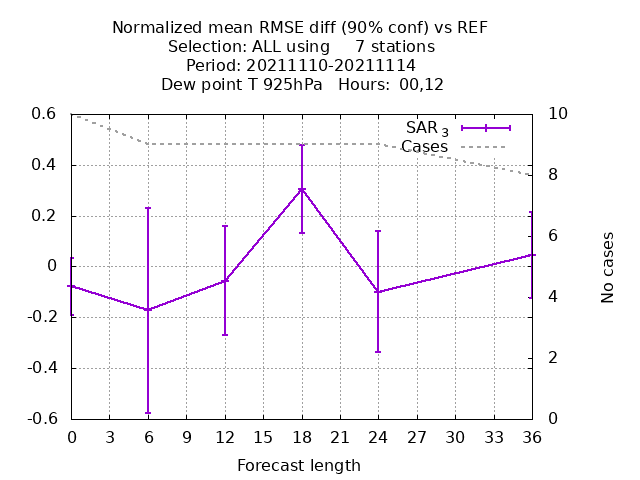 Normalized mean RMSE diff (90% conf) vs REF
Selection: ALL using     7 stations
Period: 20211110-20211114
Dew point T 925hPa   Hours:  00,12
0.6
0.4
0.2
0
-0.2
-0.4
-0.6
SAR 3
Cases
10
8
6
4
2
0
No cases
0 3 6 9 12 15 18 21 24 27 30 33 36
Forecast length